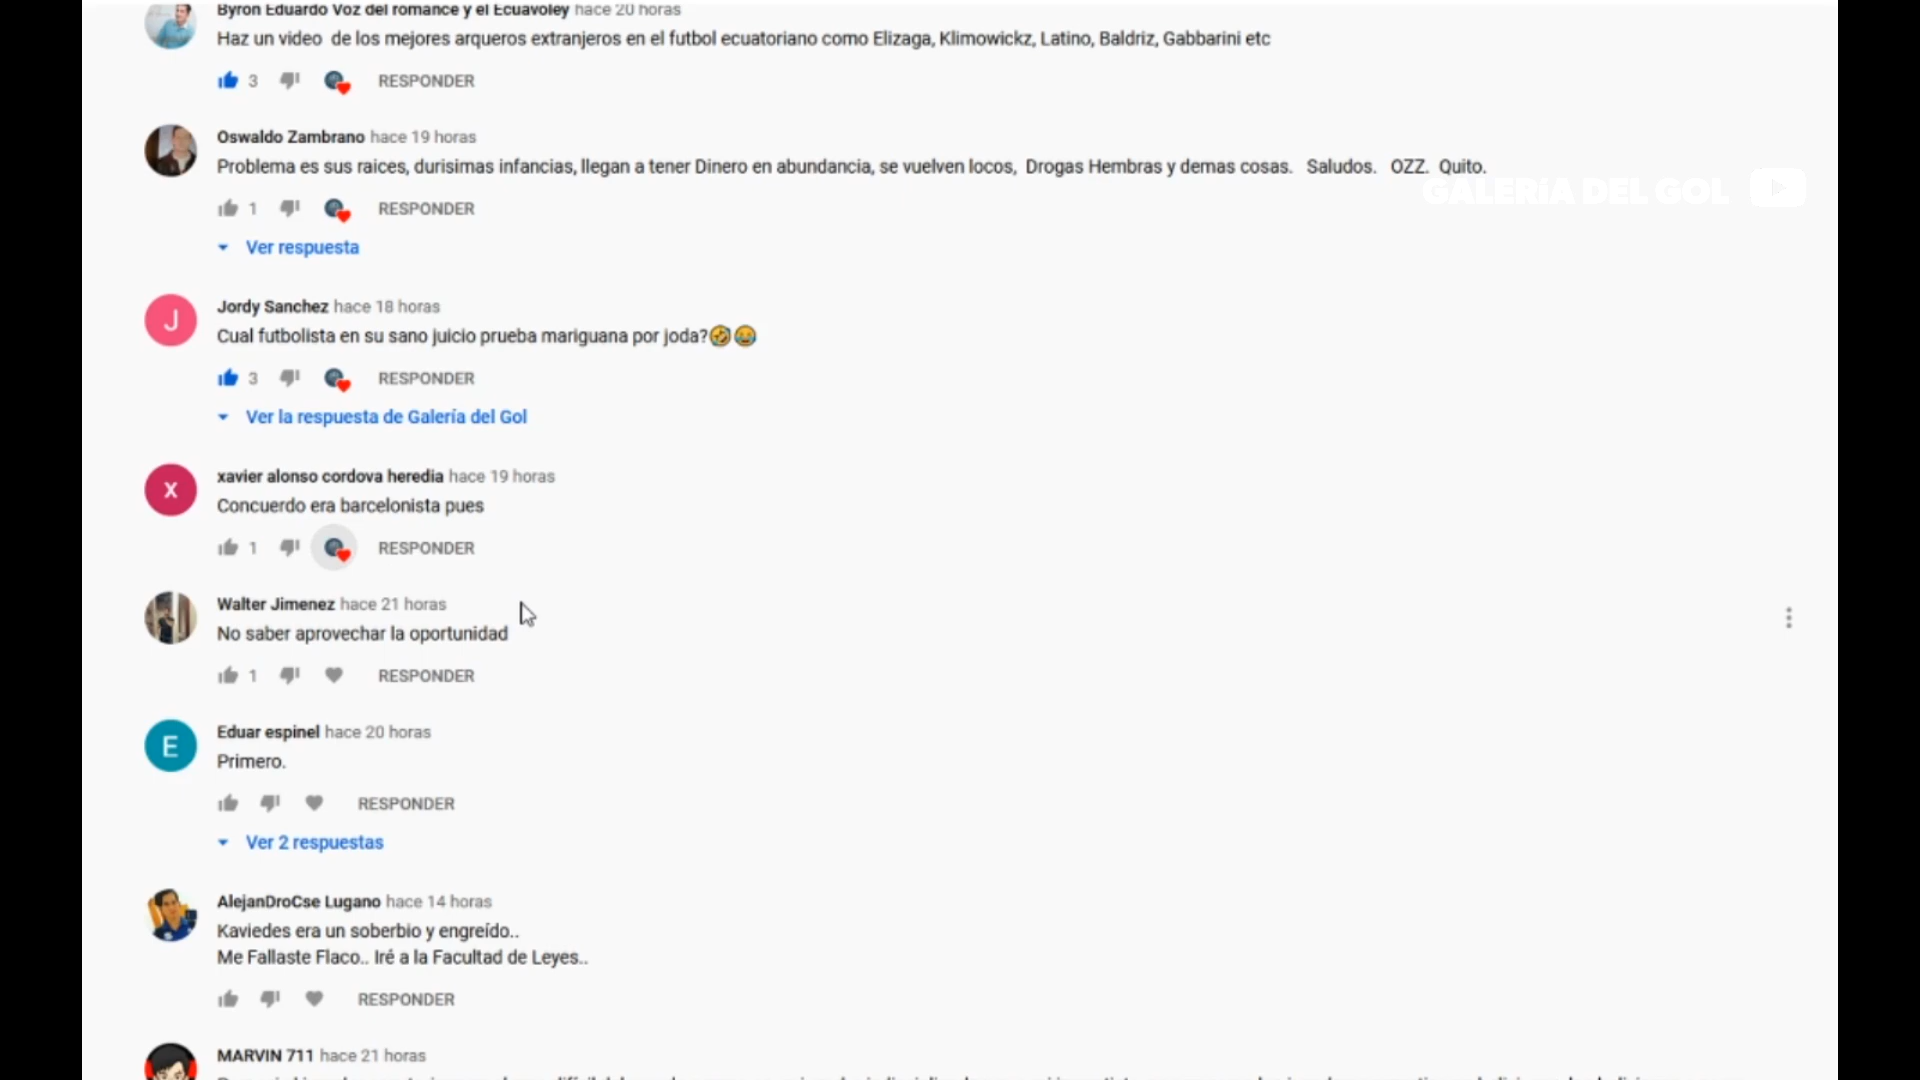 Byron Eduardo Voz del romance y el Ecuavoley hace 20 horas
Haz un video de los mejores arqueros extranjeros en el futbol ecuatoriano como Elizaga, Klimowickz, Latino, Baldriz, Gabbarini etc
3 RESPONDER
Oswaldo Zambrano hace 19 horas
Problema es sus raices, durisimas infancias, llegan a tener Dinero en abundancia, se vuelven locos, Drogas Hembras y demas cosas. Saludos. OZZ. Quito.
GALERÍA DEL GOL
1 RESPONDER
Ver respuesta
J
Jordy Sanchez hace 18 horas
Cual futbolista en su sano juicio prueba mariguana por joda?🤣😂
3 RESPONDER
Ver la respuesta de Galería del Gol
X
xavier alonso cordova heredia hace 19 horas
Concuerdo era barcelonista pues
1 RESPONDER
Walter Jimenez hace 21 horas
No saber aprovechar la oportunidad
1 RESPONDER
E
Eduar espinel hace 20 horas
Primero.
RESPONDER
Ver 2 respuestas
AlejanDroCse Lugano hace 14 horas
Kaviedes era un soberbio y engreído..
Me Fallaste Flaco.. Iré a la Facultad de Leyes..
RESPONDER
MARVIN 711 hace 21 horas